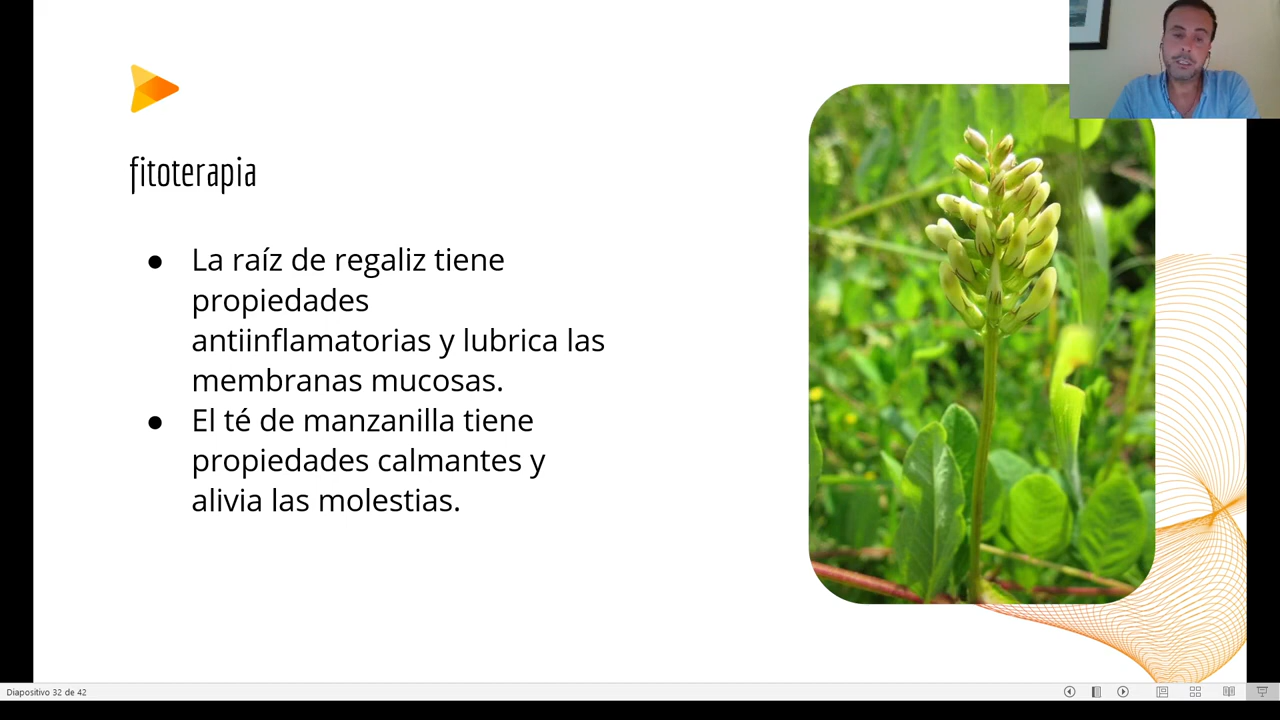 fitoterapia
● La raíz de regaliz tiene
propiedades
antiinflamatorias y lubrica las
membranas mucosas.
● El té de manzanilla tiene
propiedades calmantes y
alivia las molestias.
Diapositivo 32 de 42